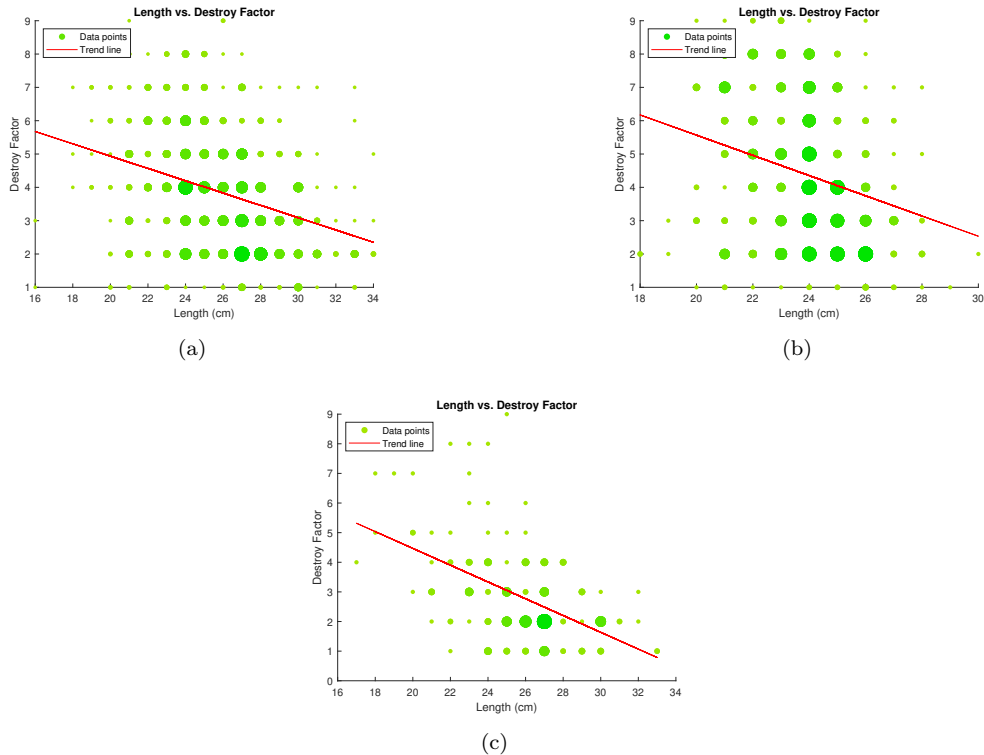 Length vs. Destroy Factor
9
8
7
6
5
4
3
2
1
Destroy Factor
Data points
Trend line
16 18 20 22 24 26 28 30 32 34
Length (cm)
(a)
Length vs. Destroy Factor
9
8
7
6
5
4
3
2
1
Destroy Factor
Data points
Trend line
18 20 22 24 26 28 30
Length (cm)
(b)
Length vs. Destroy Factor
9
8
7
6
5
4
3
2
1
0
Destroy Factor
Data points
Trend line
16 18 20 22 24 26 28 30 32 34
Length (cm)
(c)